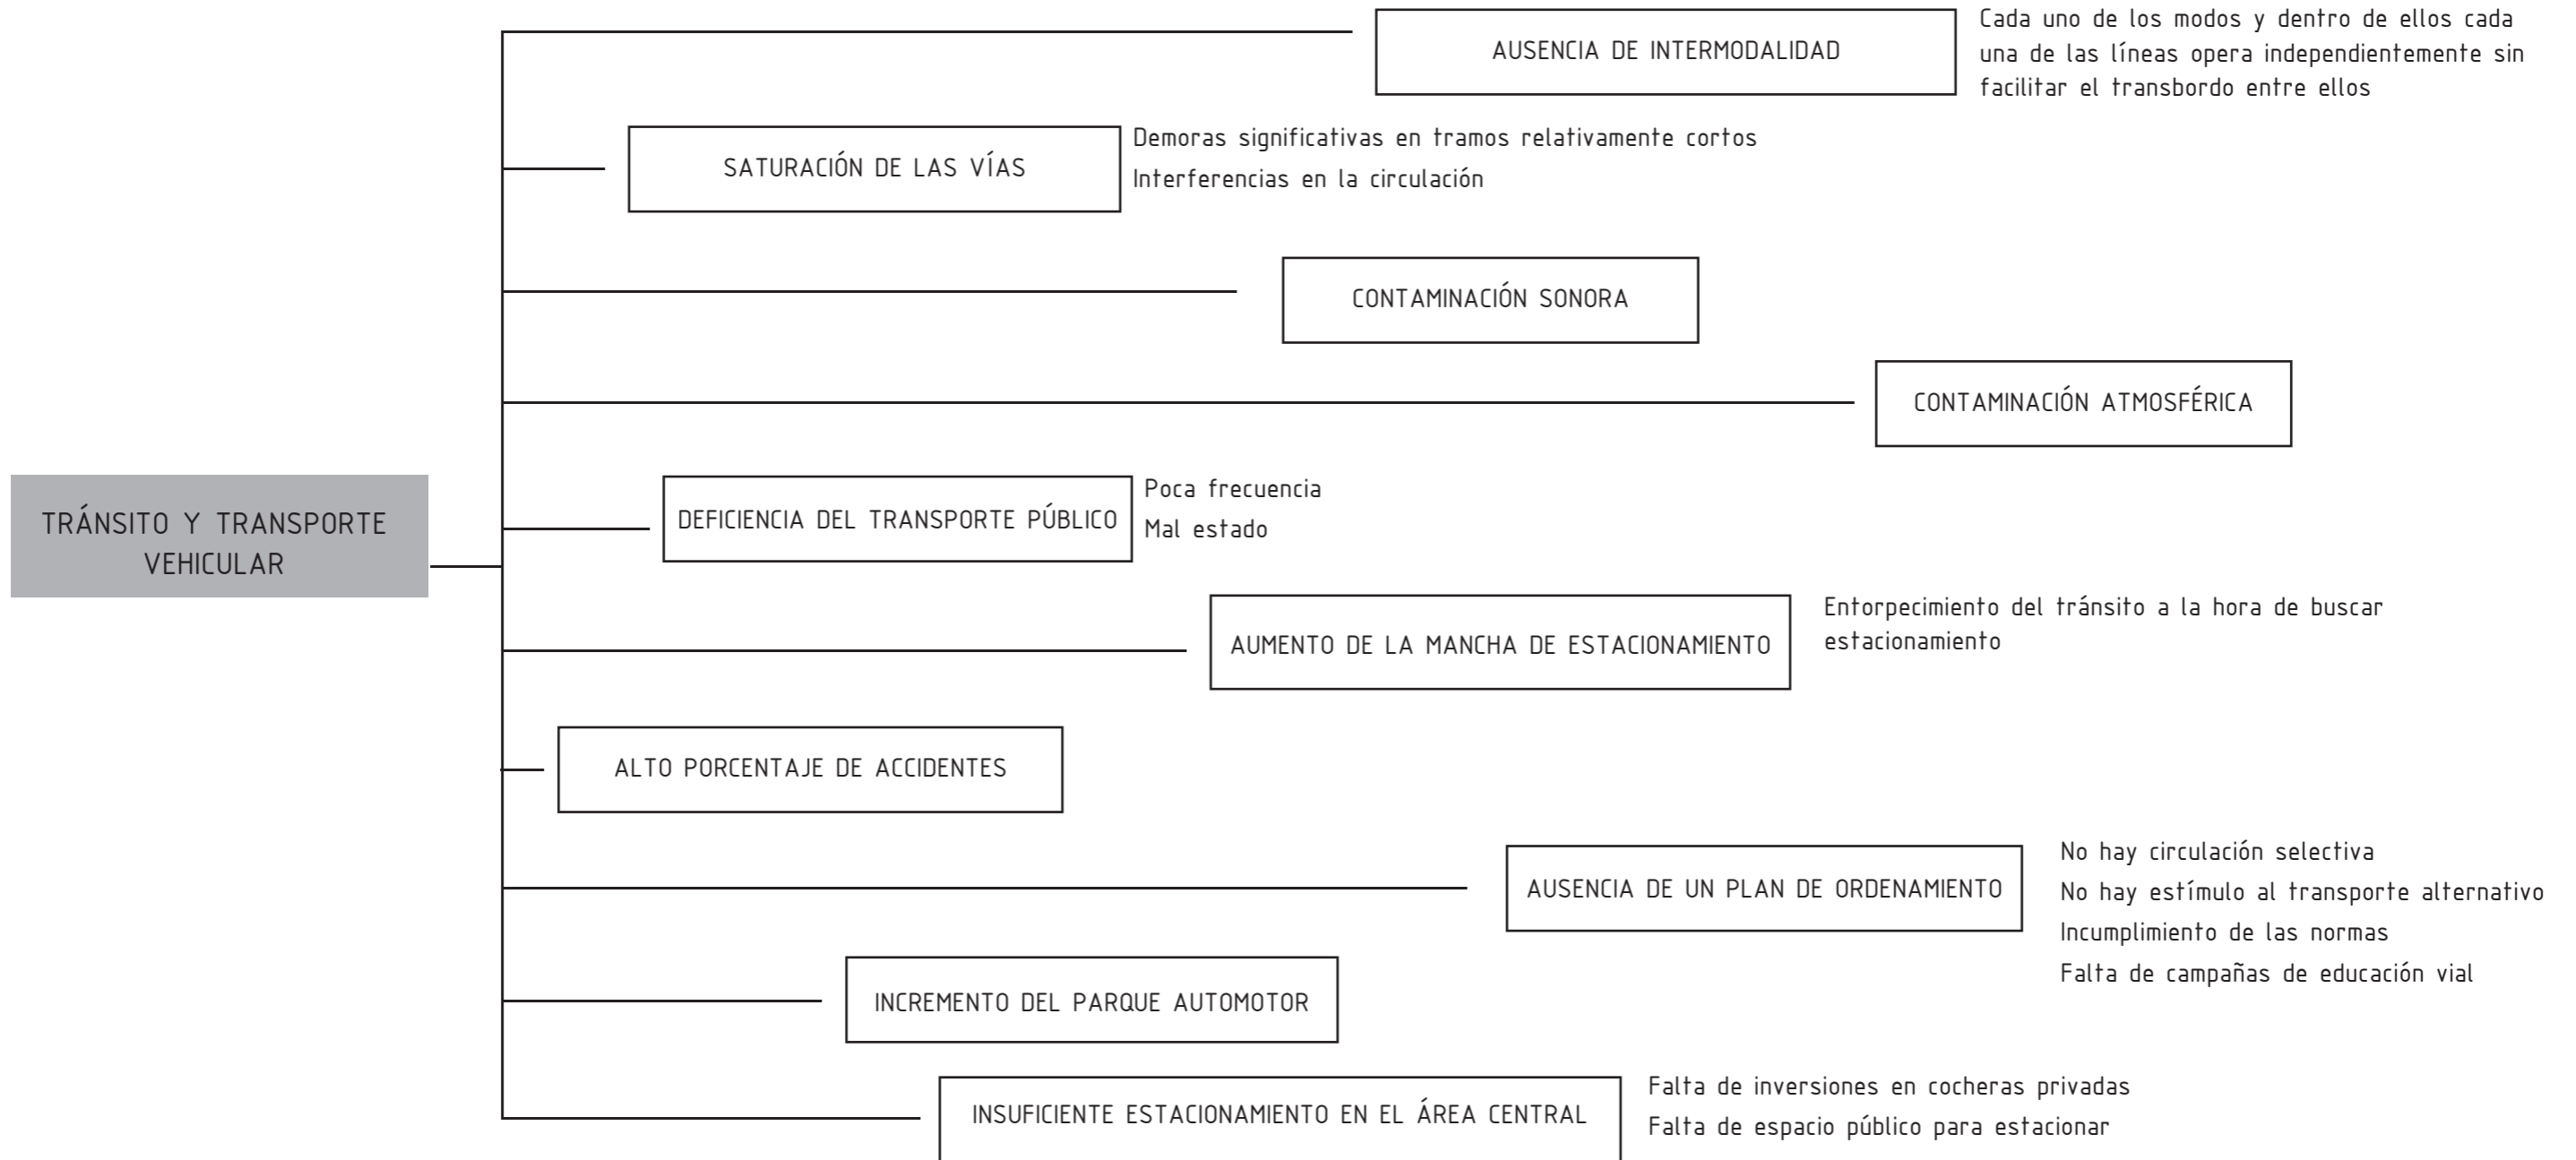 AUSENCIA DE INTERMODALIDAD
Cada uno de los modos y dentro de ellos cada
una de las líneas opera independientemente sin
facilitar el transbordo entre ellos
SATURACIÓN DE LAS VÍAS
Demoras significativas en tramos relativamente cortos
Interferencias en la circulación
CONTAMINACIÓN SONORA
CONTAMINACIÓN ATMOSFÉRICA
TRÁNSITO Y TRANSPORTE
VEHICULAR
DEFICIENCIA DEL TRANSPORTE PÚBLICO
Poca frecuencia
Mal estado
AUMENTO DE LA MANCHA DE ESTACIONAMIENTO
Entorpecimiento del tránsito a la hora de buscar
estacionamiento
ALTO PORCENTAJE DE ACCIDENTES
AUSENCIA DE UN PLAN DE ORDENAMIENTO
No hay circulación selectiva
No hay estímulo al transporte alternativo
Incumplimiento de las normas
Falta de campañas de educación vial
INCREMENTO DEL PARQUE AUTOMOTOR
INSUFICIENTE ESTACIONAMIENTO EN EL ÁREA CENTRAL
Falta de inversiones en cocheras privadas
Falta de espacio público para estacionar